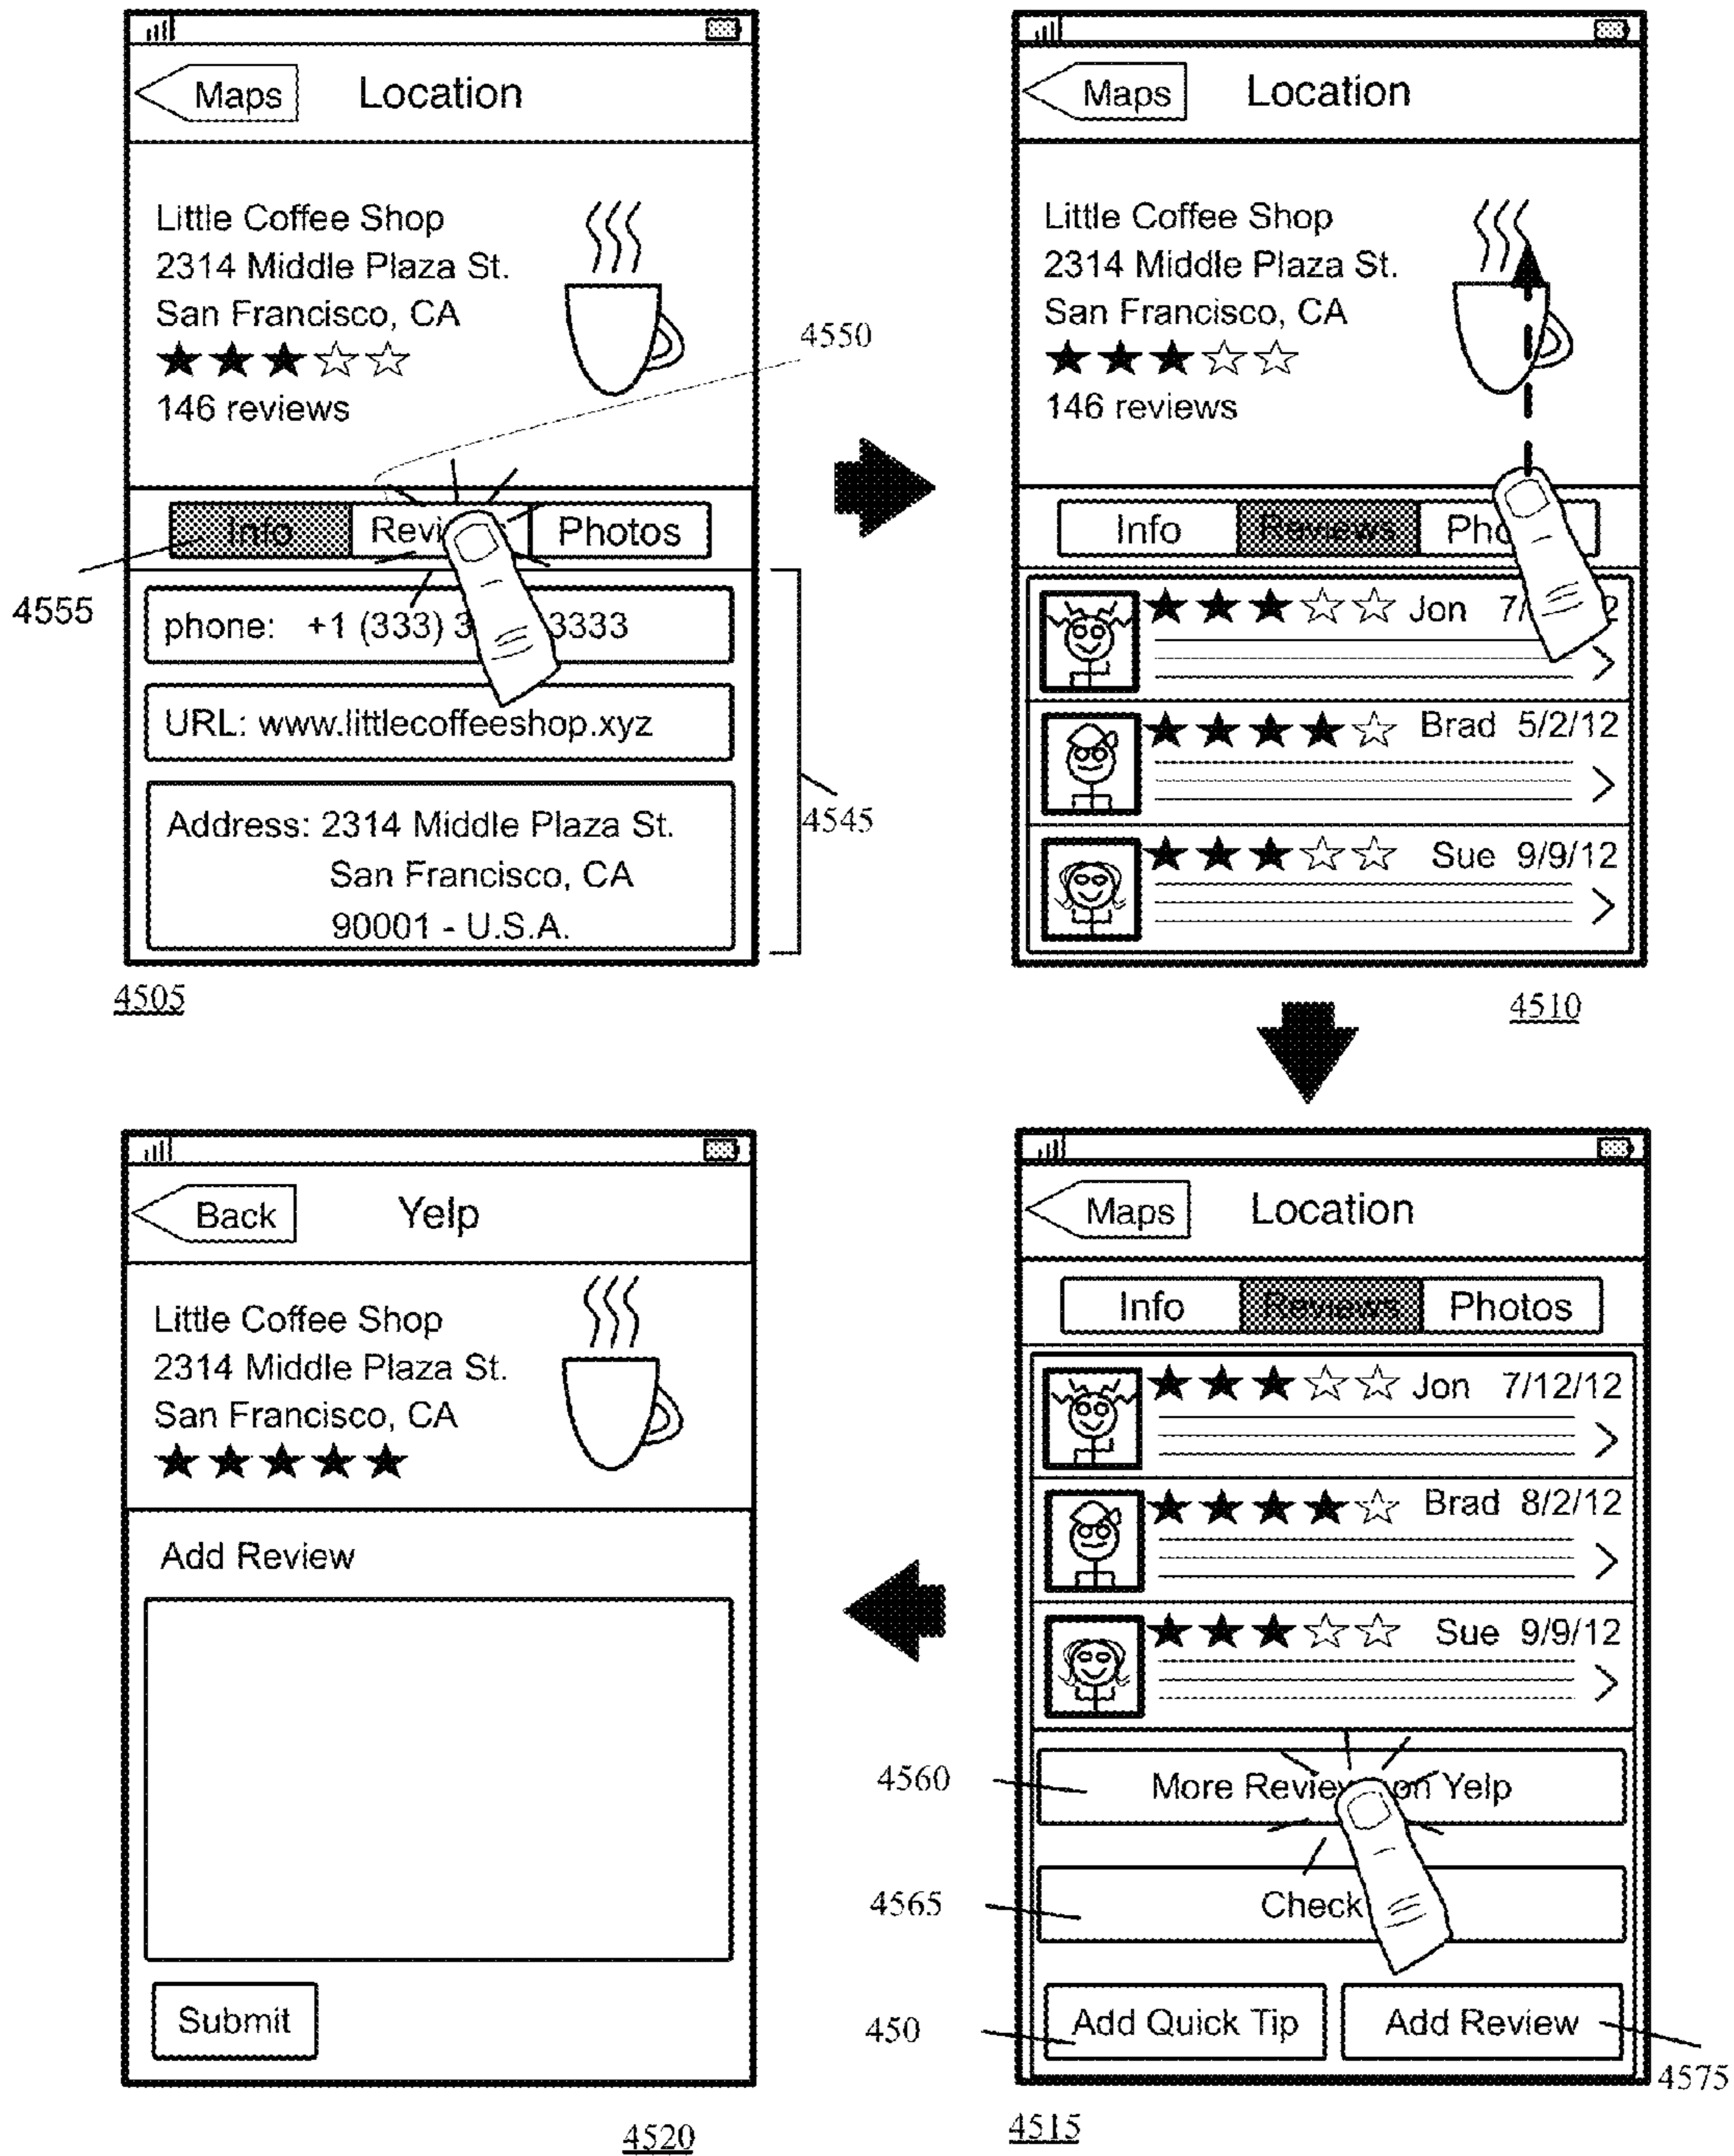 Maps Location
Little Coffee Shop
2314 Middle Plaza St.
San Francisco, CA
146 reviews
4550
Info Photos
4555
phone: +1 (333) 3 3333
URL: www.littlecoffeeshop.xyz
Address: 2314 Middle Plaza St.
San Francisco, CA
90001 - U.S.A.
4545
4505
Maps Location
Little Coffee Shop
2314 Middle Plaza St.
San Francisco, CA
146 reviews
Info Reviews
Jon
Brad 5/2/12
Sue 9/9/12
4510
Maps Location
Info Reviews Photos
Jon 7/12/12
Brad 8/2/12
Sue 9/9/12
4560
More on Yelp
4565
Check
450
Add Quick Tip Add Review
4575
4515
Back Yelp
Little Coffee Shop
2314 Middle Plaza St.
San Francisco, CA
Add Review
Submit
4520